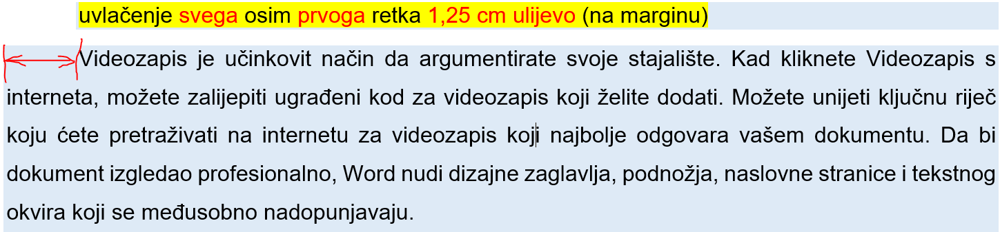 uvlačenje svega osim prvoga retka 1,25 cm ulijevo (na marginu)
Videozapis je učinkovit način da argumentirate svoje stajalište. Kad kliknete Videozapis s
interneta, možete zalijepiti ugrađeni kod za videozapis koji želite dodati. Možete unijeti ključnu riječ
koju ćete pretraživati na internetu za videozapis koji najbolje odgovara vašem dokumentu. Da bi
dokument izgledao profesionalno, Word nudi dizajne zaglavlja, podnožja, naslovne stranice i tekstnog
okvira koji se međusobno nadopunjavaju.